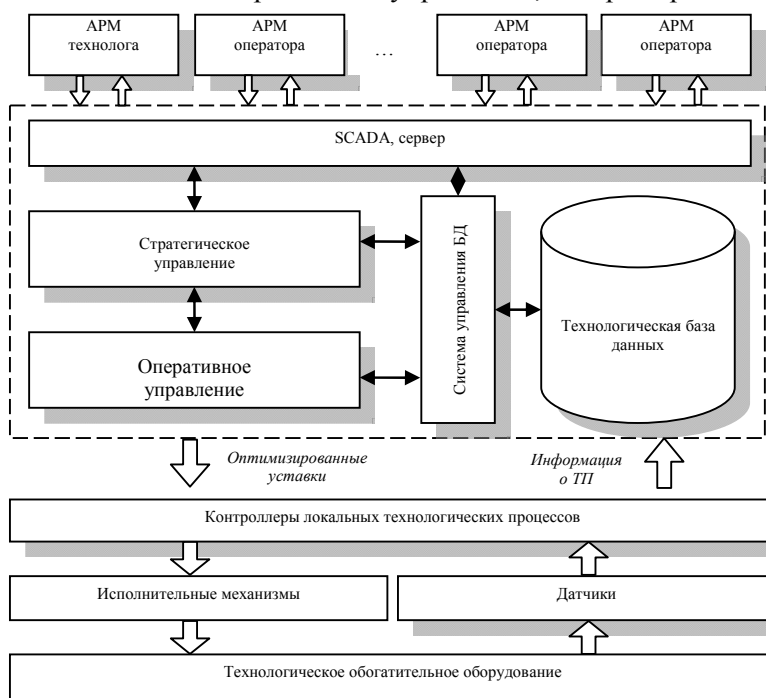 АРМ
технолога
АРМ
оператора
…
АРМ
оператора
АРМ
оператора
SCADA, сервер
Стратегическое
управление
Оперативное
управление
Система управления БД
Технологическая база
данных
Оптимизированные
уставки
Информация
о ТП
Контроллеры локальных технологических процессов
Исполнительные механизмы
Датчики
Технологическое обогатительное оборудование